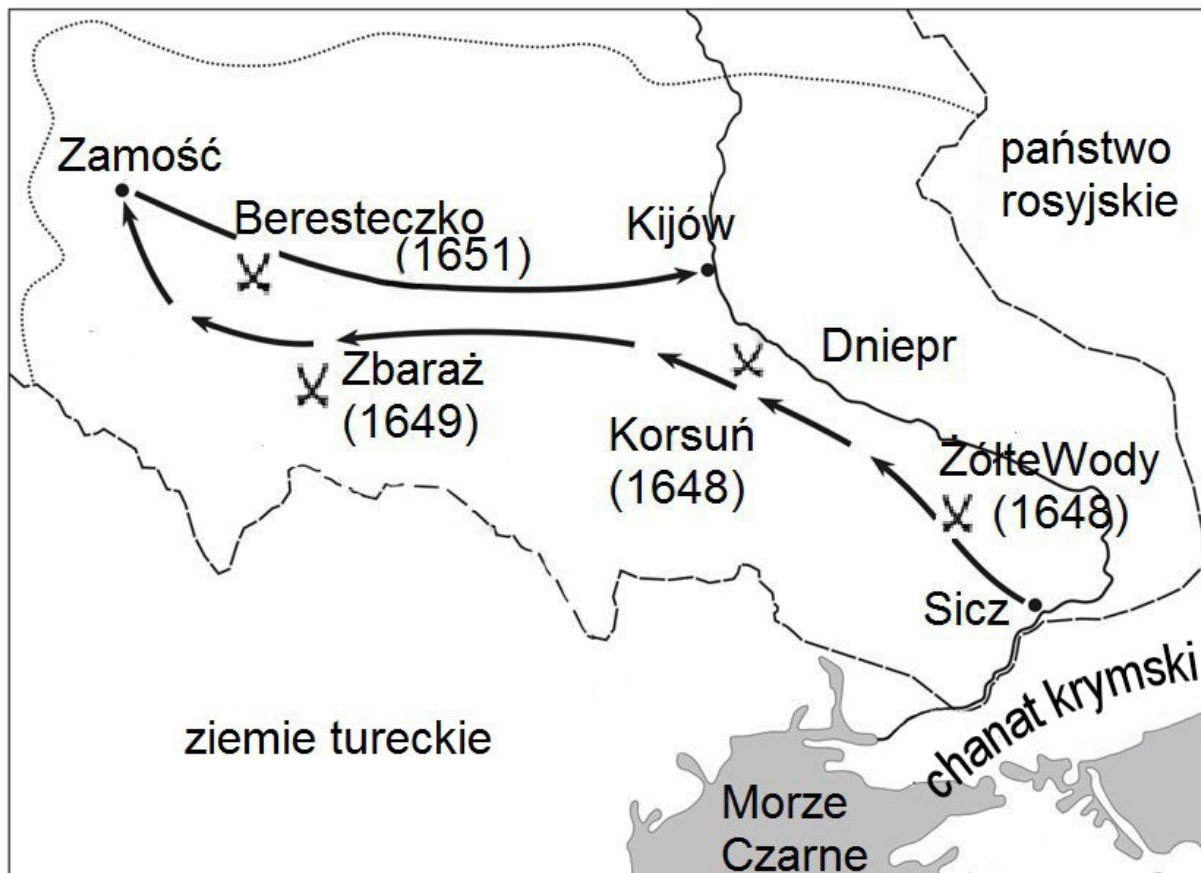 Zamość
państwo
rosyjskie
Beresteczko
(1651)
Kijów
Dniepr
Zbaraż
(1649)
Korsuń
(1648)
ŻółteWody
(1648)
Sicz
chanat krymski
ziemie tureckie
Morze
Czarne